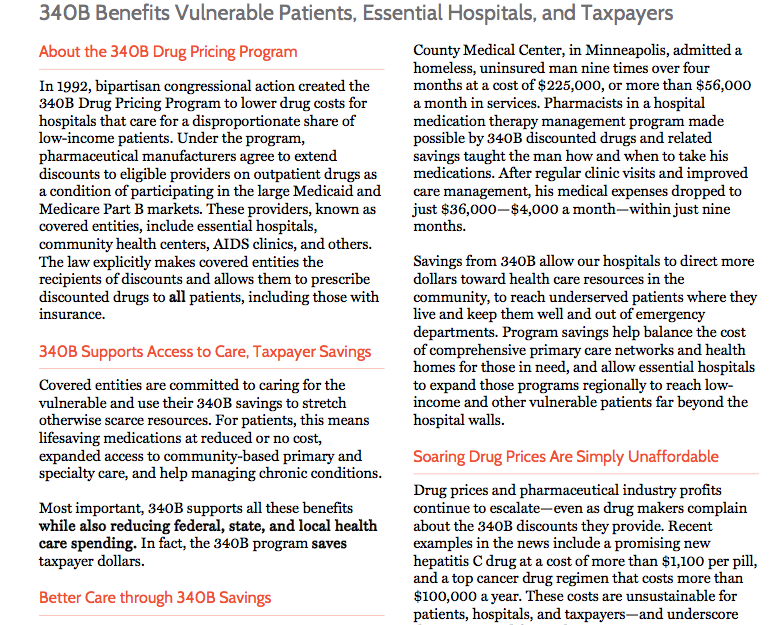 340B Benefits Vulnerable Patients, Essential Hospitals, and Taxpayers
About the 340B Drug Pricing Program
In 1992, bipartisan congressional action created the
340B Drug Pricing Program to lower drug costs for
hospitals that care for a disproportionate share of
low-income patients. Under the program,
pharmaceutical manufacturers agree to extend
discounts to eligible providers on outpatient drugs as
a condition of participating in the large Medicaid and
Medicare Part B markets. These providers, known as
covered entities, include essential hospitals,
community health centers, AIDS clinics, and others.
The law explicitly makes covered entities the
recipients of discounts and allows them to prescribe
discounted drugs to all patients, including those with
insurance.
340B Supports Access to Care, Taxpayer Savings
Covered entities are committed to caring for the
vulnerable and use their 340B savings to stretch
otherwise scarce resources. For patients, this means
lifesaving medications at reduced or no cost,
expanded access to community-based primary and
specialty care, and help managing chronic conditions.
Most important, 340B supports all these benefits
while also reducing federal, state, and local health
care spending. In fact, the 340B program saves
taxpayer dollars.
Better Care through 340B Savings
County Medical Center, in Minneapolis, admitted a
homeless, uninsured man nine times over four
months at a cost of $225,000, or more than $56,000
a month in services. Pharmacists in a hospital
medication therapy management program made
possible by 340B discounted drugs and related
savings taught the man how and when to take his
medications. After regular clinic visits and improved
care management, his medical expenses dropped to
just $36,000—$4,000 a month—within just nine
months.
Savings from 340B allow our hospitals to direct more
dollars toward health care resources in the
community, to reach underserved patients where they
live and keep them well and out of emergency
departments. Program savings help balance the cost
of comprehensive primary care networks and health
homes for those in need, and allow essential hospitals
to expand those programs regionally to reach low-
income and other vulnerable patients far beyond the
hospital walls.
Soaring Drug Prices Are Simply Unaffordable
Drug prices and pharmaceutical industry profits
continue to escalate—even as drug makers complain
about the 340B discounts they provide. Recent
examples in the news include a promising new
hepatitis C drug at a cost of more than $1,100 per pill,
and a top cancer drug regimen that costs more than
$100,000 a year. These costs are unsustainable for
patients, hospitals, and taxpayers—and underscore